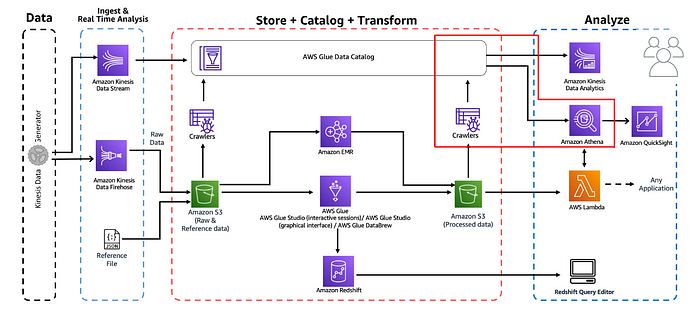 Data
Ingest &
Real Time Analysis
Store + Catalog + Transform
Analyze
Kinesis Data Generator
Amazon Kinesis
Data Stream
Raw
Data
Amazon Kinesis
Data Firehose
JSON
Reference
File
AWS Glue Data Catalog
Crawlers
Crawlers
Amazon S3
(Raw &
Reference data)
Amazon EMR
AWS Glue
AWS Glue Studio (interactive sessions)/ AWS Glue Studio
(graphical interface) / AWS Glue DataBrew
Amazon Redshift
Amazon S3
(Processed data)
Amazon Kinesis
Data Analytics
Amazon Athena
Amazon QuickSight
AWS Lambda
Any
Application
Redshift Query Editor